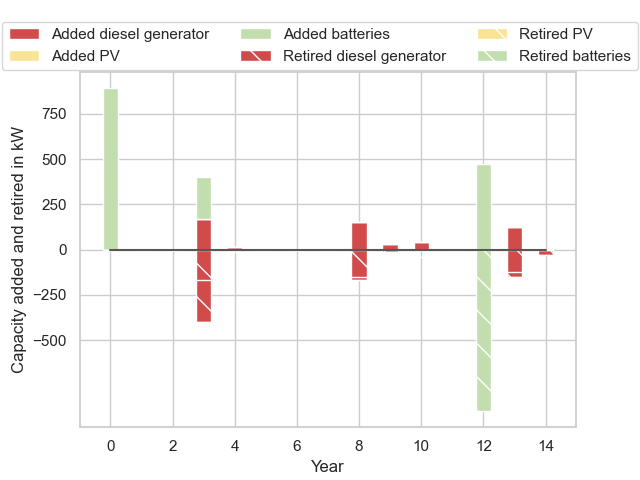 Added diesel generator Added batteries Retired PV
Added PV Retired diesel generator Retired batteries
750
500
250
0
−250
−500
Capacity added and retired in kW
0 2 4 6 8 10 12 14
Year